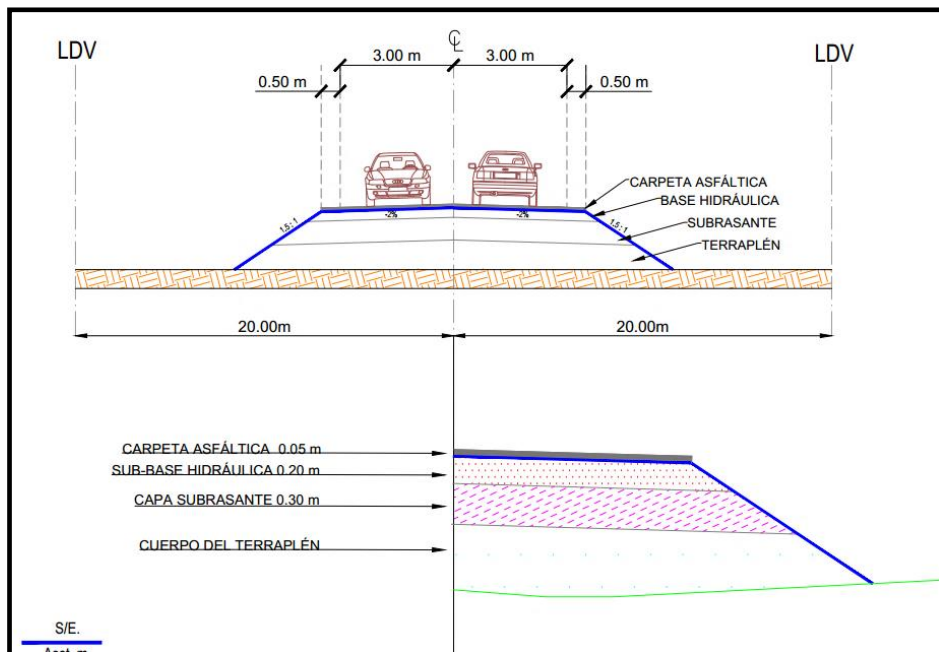 LDV
℄
LDV
3.00 m
3.00 m
0.50 m
0.50 m
CARPETA ASFÁLTICA
BASE HIDRÁULICA
SUBRASANTE
TERRAPLÉN
-2%
-2%
1.5 : 1
1.5 : 1
20.00m
20.00m
CARPETA ASFÁLTICA 0.05 m
SUB-BASE HIDRÁULICA 0.20 m
CAPA SUBRASANTE 0.30 m
CUERPO DEL TERRAPLÉN
S/E.